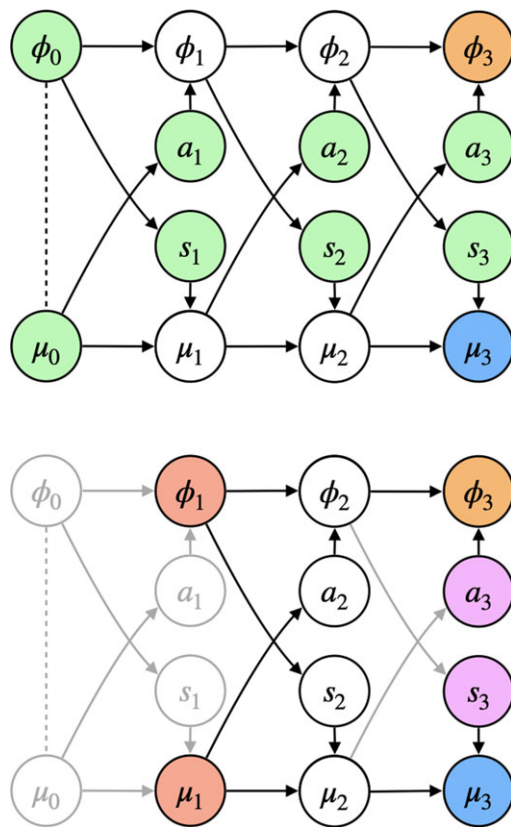 ϕ₀ ϕ₁ ϕ₂ ϕ₃
a₁ a₂ a₃
s₁ s₂ s₃
μ₀ μ₁ μ₂ μ₃
ϕ₀ ϕ₁ ϕ₂ ϕ₃
a₁ a₂ a₃
s₁ s₂ s₃
μ₀ μ₁ μ₂ μ₃